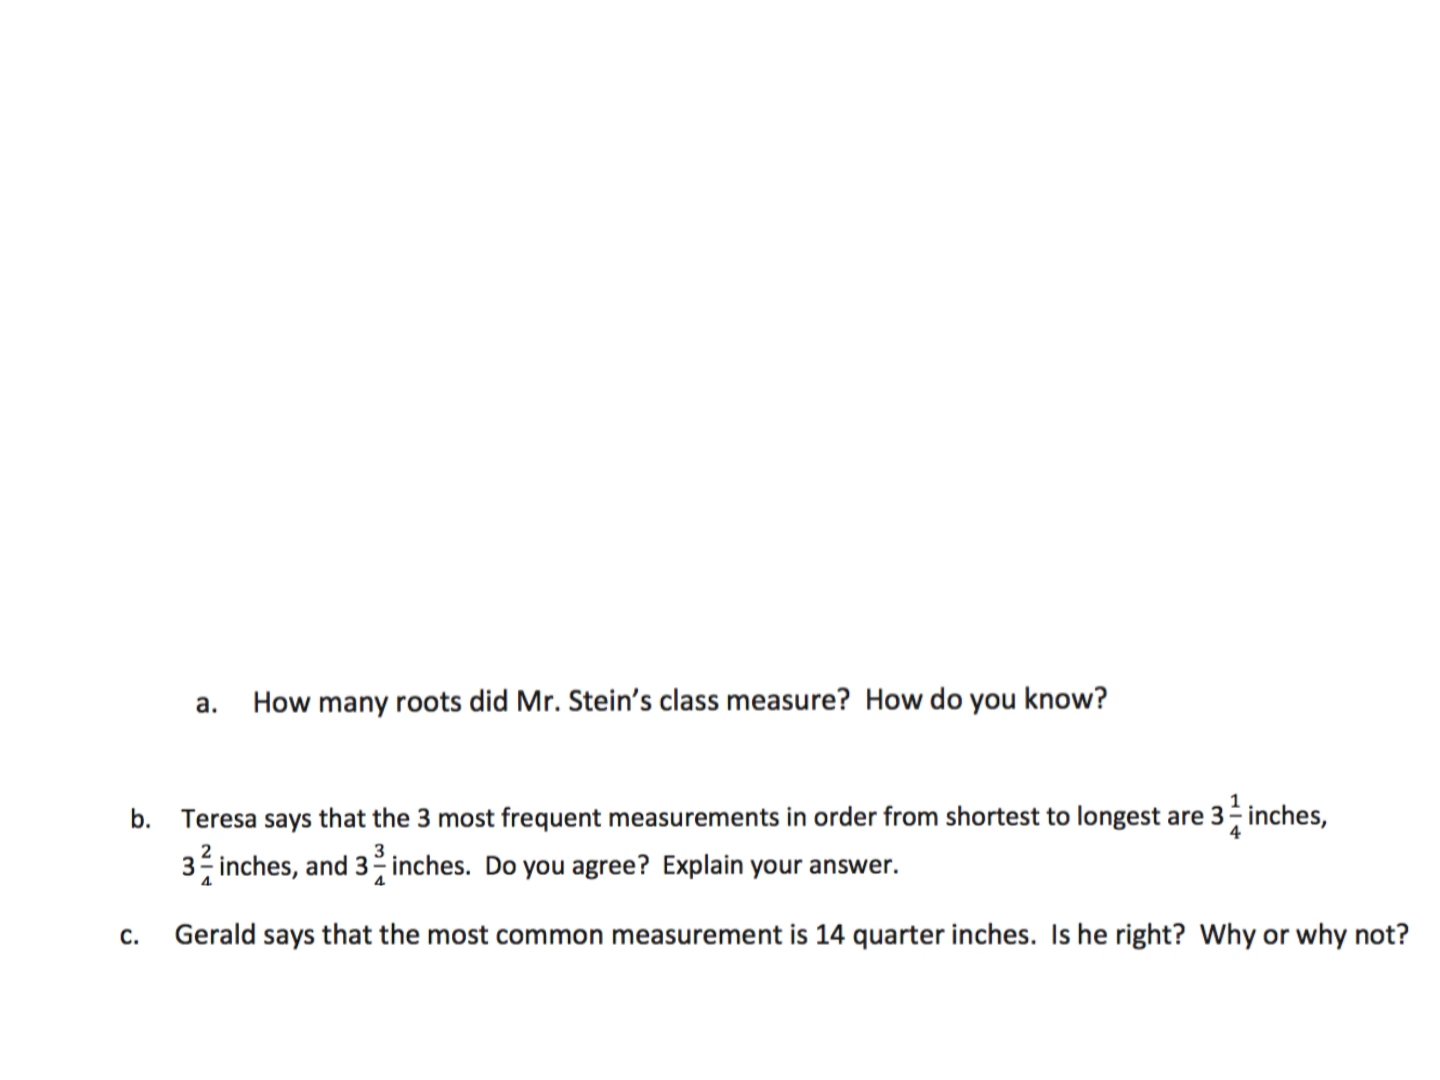 a. How many roots did Mr. Stein's class measure? How do you know?
b. Teresa says that the 3 most frequent measurements in order from shortest to longest are 3 1/4 inches,
3 2/4 inches, and 3 3/4 inches. Do you agree? Explain your answer.
c. Gerald says that the most common measurement is 14 quarter inches. Is he right? Why or why not?